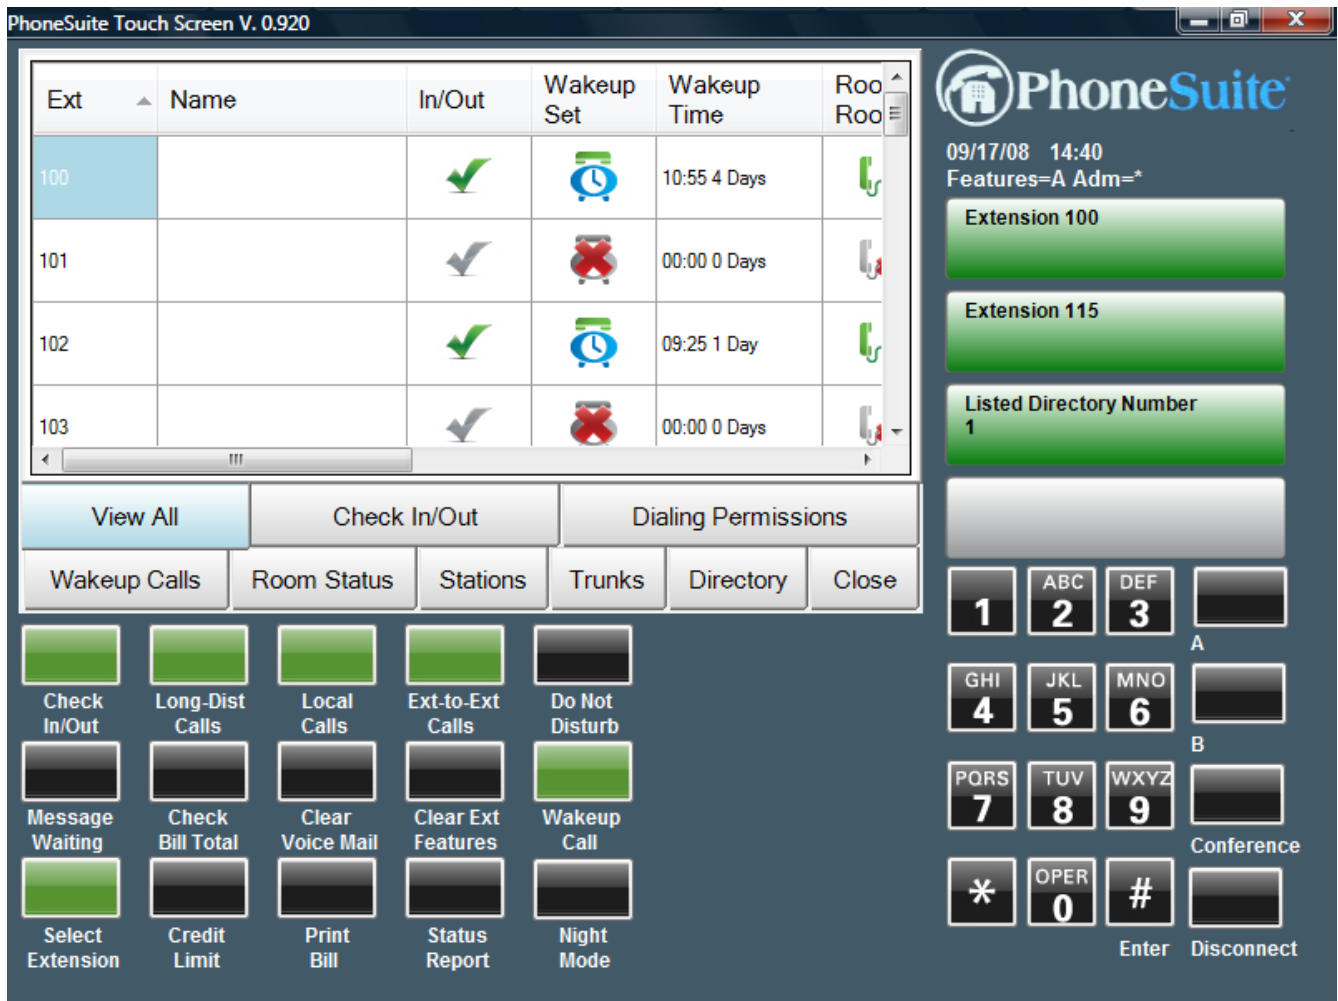 PhoneSuite Touch Screen V. 0.920
Ext Name In/Out Wakeup Set Wakeup Time Roo Roo
100 10:55 4 Days
101 00:00 0 Days
102 09:25 1 Day
103 00:00 0 Days
View All Check In/Out Dialing Permissions
Wakeup Calls Room Status Stations Trunks Directory Close
PhoneSuite
09/17/08 14:40
Features=A Adm=*
Extension 100
Extension 115
Listed Directory Number
1
Check Long-Dist Local Ext-to-Ext Do Not
In/Out Calls Calls Calls Disturb
Message Check Clear Clear Ext Wakeup
Waiting Bill Total Voice Mail Features Call
Select Credit Print Status Night
Extension Limit Bill Report Mode
ABC DEF
1 2 3
A
GHI JKL MNO
4 5 6
B
PQRS TUV WXYZ
7 8 9
Conference
OPER
* 0 #
Enter Disconnect